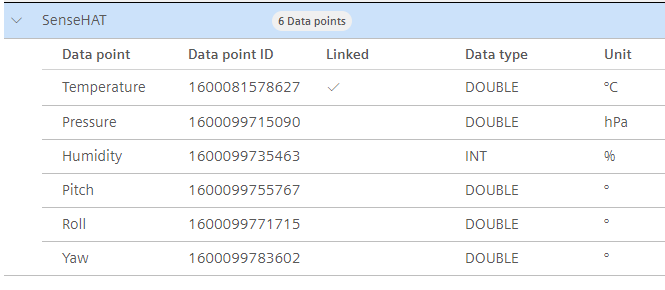 SenseHAT 6 Data points
Data point Data point ID Linked Data type Unit
Temperature 1600081578627 ✓ DOUBLE °C
Pressure 1600099715090 DOUBLE hPa
Humidity 1600099735463 INT %
Pitch 1600099755767 DOUBLE °
Roll 1600099771715 DOUBLE °
Yaw 1600099783602 DOUBLE °